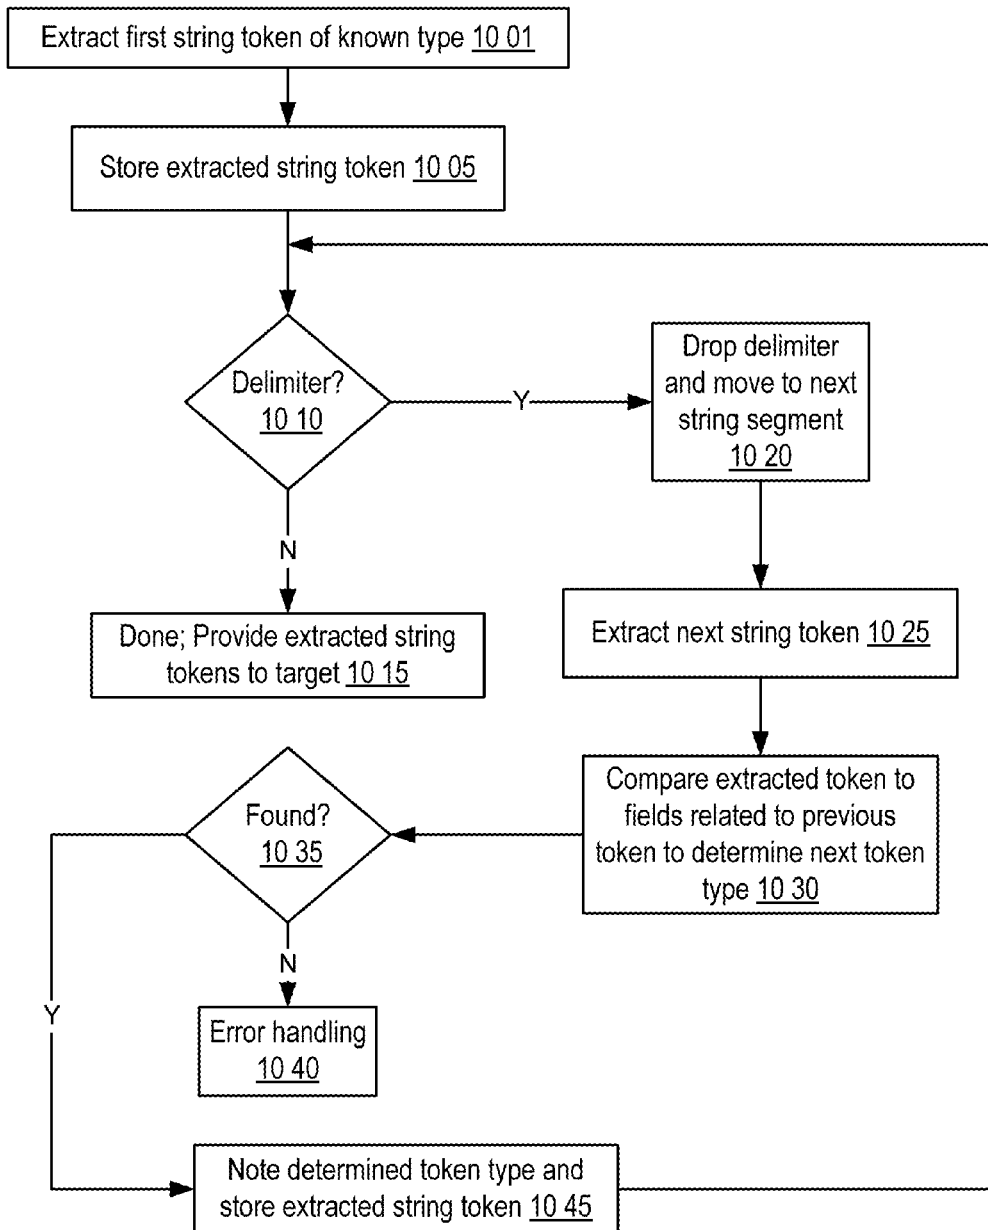 Extract first string token of known type 10 01
Store extracted string token 10 05
Delimiter?
10 10
Y
Drop delimiter
and move to next
string segment
10 20
N
Done; Provide extracted string
tokens to target 10 15
Extract next string token 10 25
Compare extracted token to
fields related to previous
token to determine next token
type 10 30
Found?
10 35
N
Y
Error handling
10 40
Note determined token type and
store extracted string token 10 45